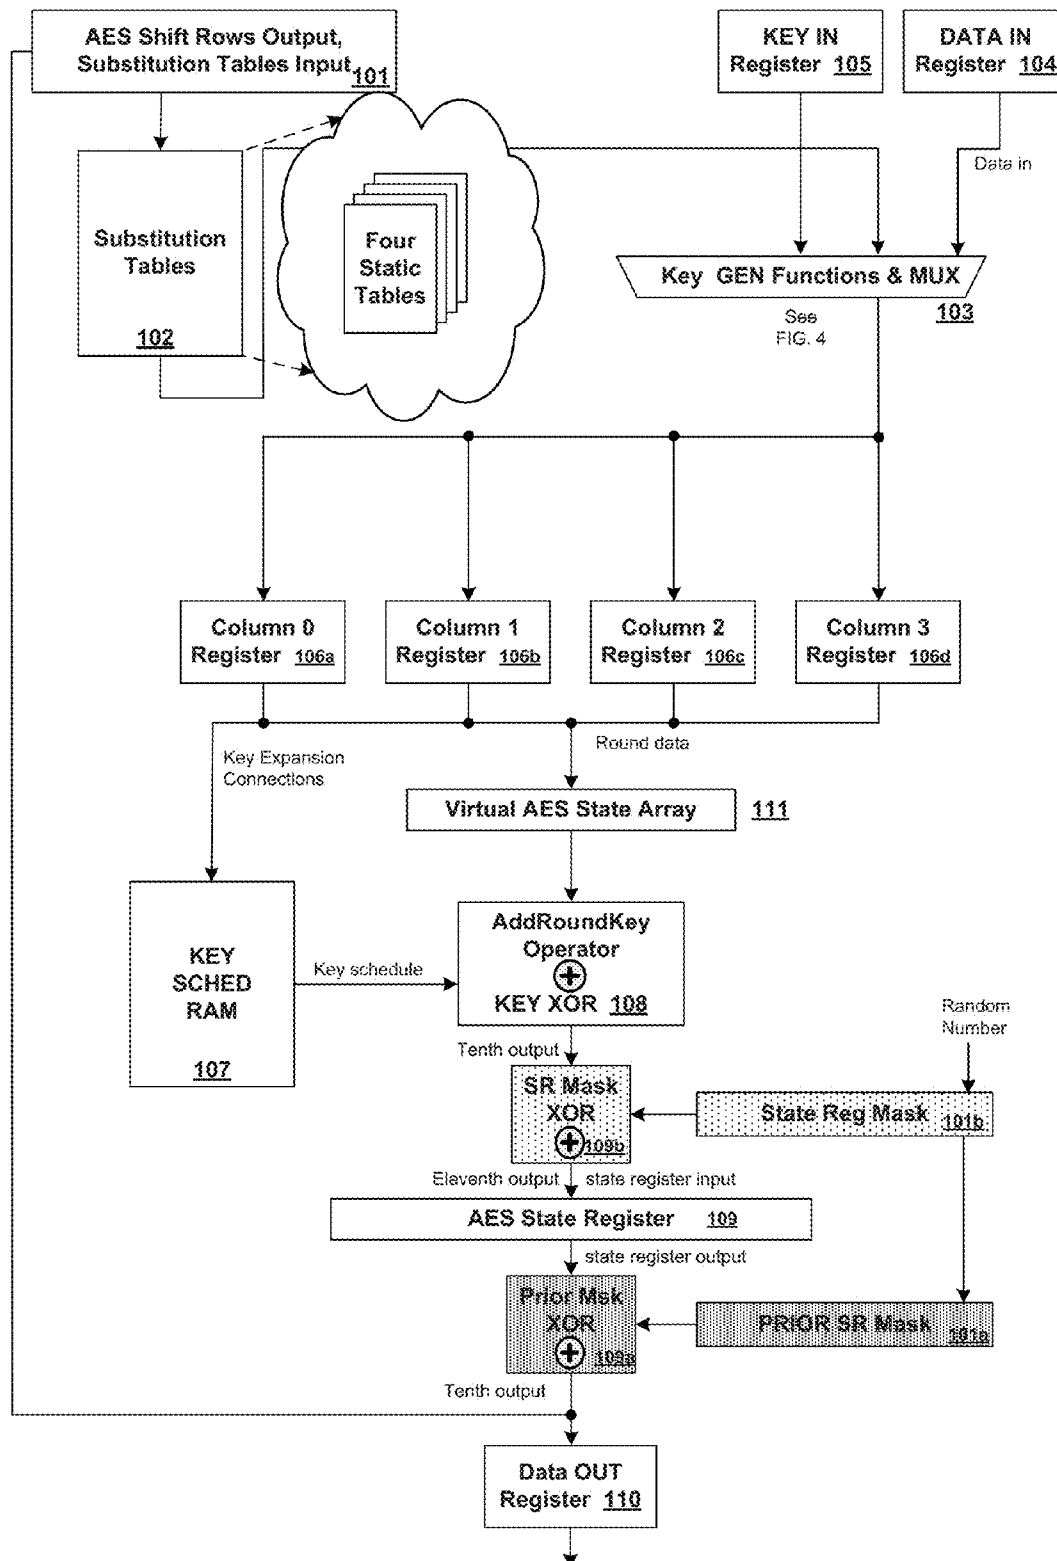 AES Shift Rows Output,
Substitution Tables Input
101
KEY IN
Register 105
DATA IN
Register 104
Data in
Substitution
Tables
102
Four
Static
Tables
Key GEN Functions & MUX
103
See
FIG. 4
Column 0
Register 106a
Column 1
Register 106b
Column 2
Register 106c
Column 3
Register 106d
Key Expansion
Connections
Round data
Virtual AES State Array 111
KEY
SCHED
RAM
107
Key schedule
AddRoundKey
Operator
KEY XOR 108
Random
Number
Tenth output
SR Mask
XOR
109b
State Reg Mask 101b
Eleventh output
state register input
AES State Register 109
state register output
Prior Msk
XOR
109a
PRIOR SR Mask 101a
Tenth output
Data OUT
Register 110